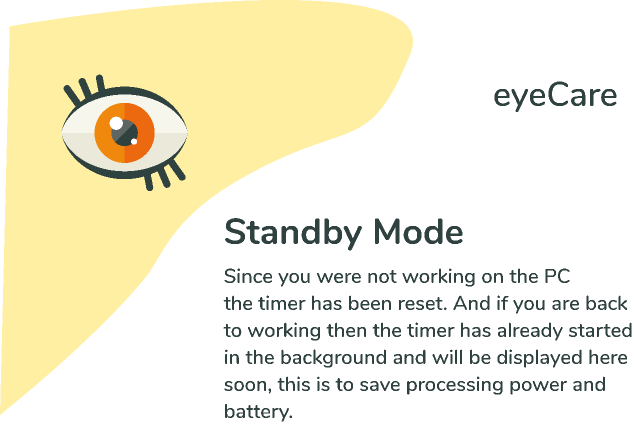 eyeCare
Standby Mode
Since you were not working on the PC
the timer has been reset. And if you are back
to working then the timer has already started
in the background and will be displayed here
soon, this is to save processing power and
battery.